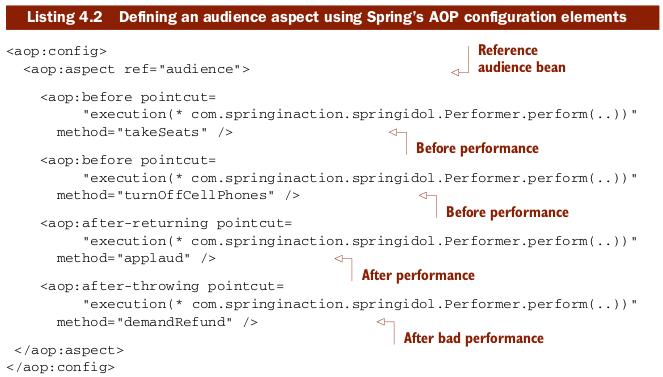 Listing 4.2 Defining an audience aspect using Spring's AOP configuration elements
<aop:config>
<aop:aspect ref="audience">
Reference
audience bean
<aop:before pointcut=
"execution(* com.springinaction.springidol.Performer.perform(..))"
method="takeSeats" />
Before performance
<aop:before pointcut=
"execution(* com.springinaction.springidol.Performer.perform(..))"
method="turnOffCellPhones" />
Before performance
<aop:after-returning pointcut=
"execution(* com.springinaction.springidol.Performer.perform(..))"
method="applaud" />
After performance
<aop:after-throwing pointcut=
"execution(* com.springinaction.springidol.Performer.perform(..))"
method="demandRefund" />
After bad performance
</aop:aspect>
</aop:config>